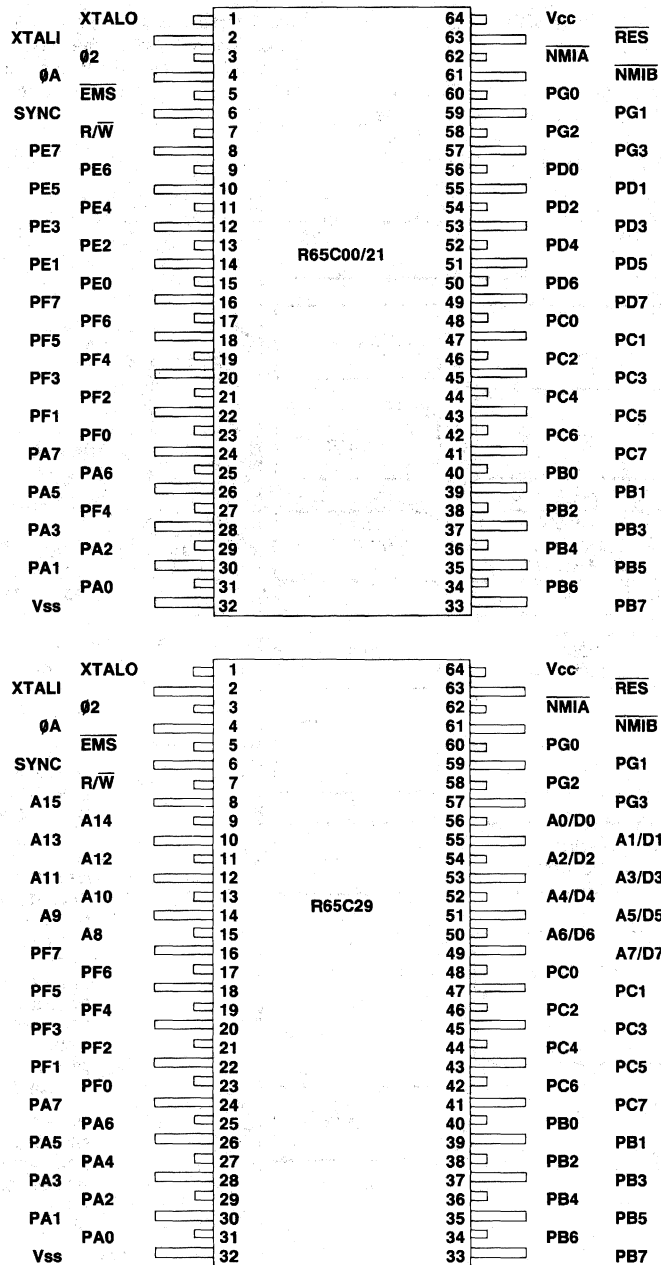 XTALO 1 64 Vcc
XTALI 2 63 R̅E̅S̅
Ø2 3 62 N̅M̅I̅A̅
ØA 4 61 N̅M̅I̅B̅
E̅M̅S̅ 5 60 PG0
SYNC 6 59 PG1
R/W̅ 7 58 PG2
PE7 8 57 PG3
PE6 9 56 PD0
PE5 10 55 PD1
PE4 11 54 PD2
PE3 12 53 PD3
PE2 13 52 PD4
R65C00/21
PE1 14 51 PD5
PE0 15 50 PD6
PF7 16 49 PD7
PF6 17 48 PC0
PF5 18 47 PC1
PF4 19 46 PC2
PF3 20 45 PC3
PF2 21 44 PC4
PF1 22 43 PC5
PF0 23 42 PC6
PA7 24 41 PC7
PA6 25 40 PB0
PA5 26 39 PB1
PF4 27 38 PB2
PA3 28 37 PB3
PA2 29 36 PB4
PA1 30 35 PB5
PA0 31 34 PB6
Vss 32 33 PB7
XTALO 1 64 Vcc
XTALI 2 63 R̅E̅S̅
Ø2 3 62 N̅M̅I̅A̅
ØA 4 61 N̅M̅I̅B̅
E̅M̅S̅ 5 60 PG0
SYNC 6 59 PG1
R/W̅ 7 58 PG2
A15 8 57 PG3
A14 9 56 A0/D0
A13 10 55 A1/D1
A12 11 54 A2/D2
A11 12 53 A3/D3
A10 13 52 A4/D4
R65C29
A9 14 51 A5/D5
A8 15 50 A6/D6
PF7 16 49 A7/D7
PF6 17 48 PC0
PF5 18 47 PC1
PF4 19 46 PC2
PF3 20 45 PC3
PF2 21 44 PC4
PF1 22 43 PC5
PF0 23 42 PC6
PA7 24 41 PC7
PA6 25 40 PB0
PA5 26 39 PB1
PA4 27 38 PB2
PA3 28 37 PB3
PA2 29 36 PB4
PA1 30 35 PB5
PA0 31 34 PB6
Vss 32 33 PB7